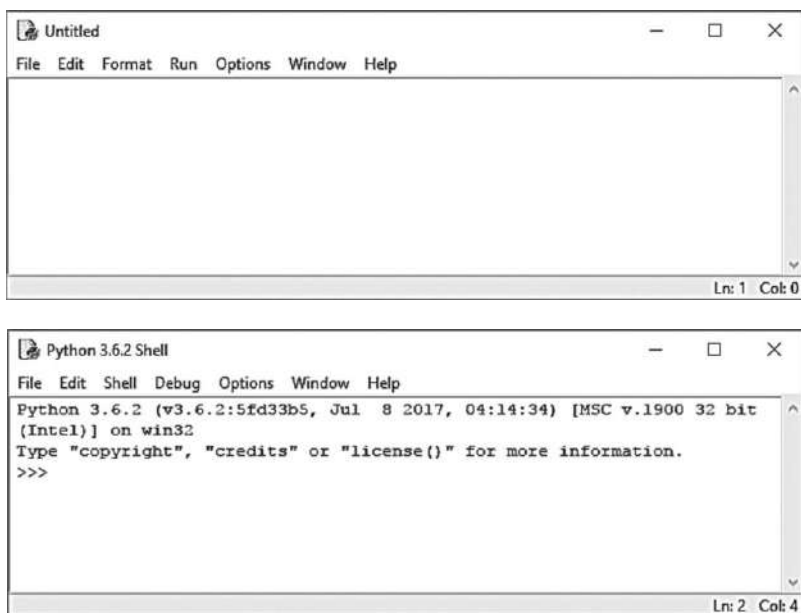 Untitled
File Edit Format Run Options Window Help
Ln: 1 Col: 0
Python 3.6.2 Shell
File Edit Shell Debug Options Window Help
Python 3.6.2 (v3.6.2:5fd33b5, Jul  8 2017, 04:14:34) [MSC v.1900 32 bit
(Intel)] on win32
Type "copyright", "credits" or "license()" for more information.
>>>
Ln: 2 Col: 4